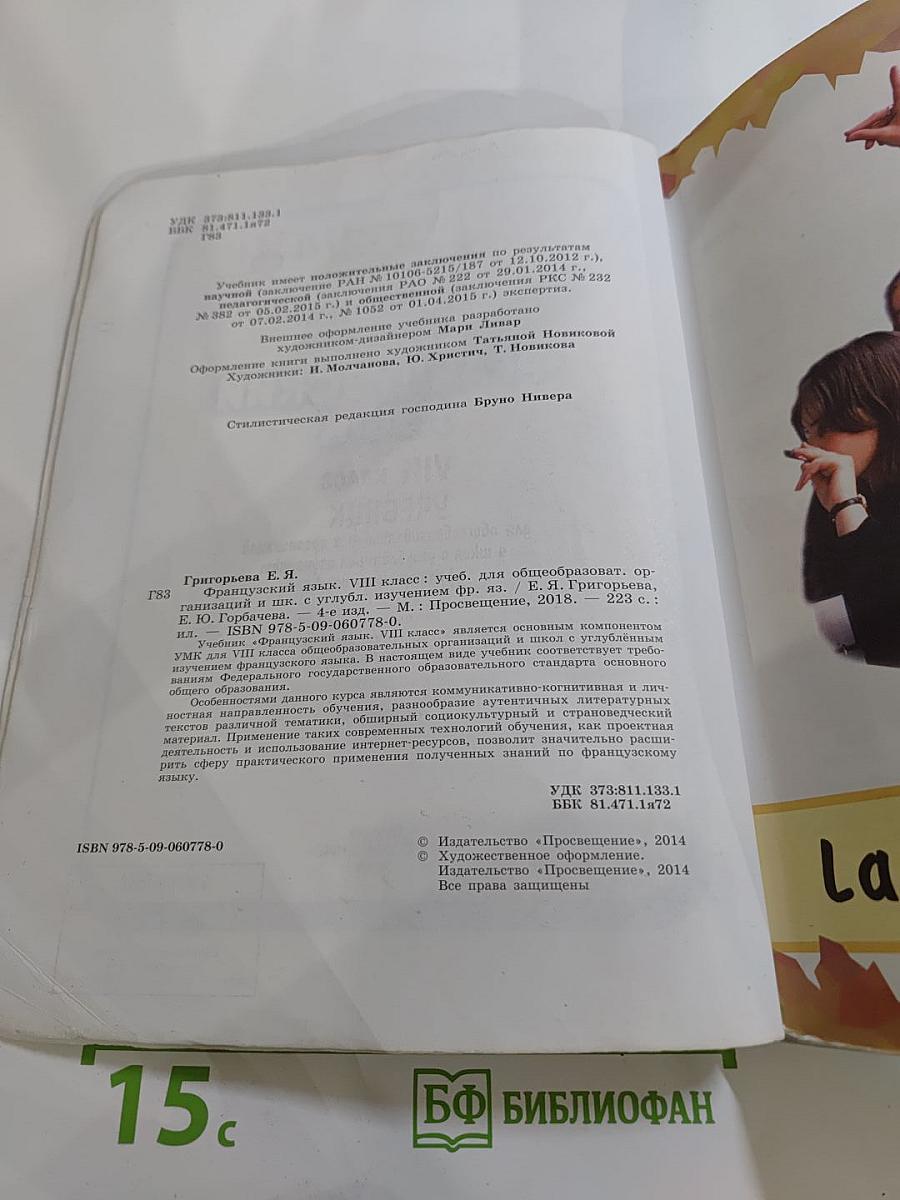 УДК 373:811.133.1
ББК 81.471.1я72
Г83
Учебник имеет положительные заключения по результатам
научной (заключение РАН № 10106-5215/187 от 12.10.2012 г.),
педагогической (заключения РАО № 222 от 29.01.2014 г.,
№ 382 от 05.02.2015 г.) и общественной (заключения РКС № 232
от 07.02.2014 г., № 1052 от 01.04.2015 г.) экспертиз.
Внешнее оформление учебника разработано
художником-дизайнером Мари Ливар
Оформление книги выполнено художником Татьяной Новиковой
Художники: И. Молчанова, Ю. Христич, Т. Новикова
Стилистическая редакция господина Бруно Нивера
Григорьева Е. Я.
Г83 Французский язык. VIII класс : учеб. для общеобразоват. ор-
ганизаций и шк. с углубл. изучением фр. яз. / Е. Я. Григорьева,
Е. Ю. Горбачева. — 4-е изд. — М. : Просвещение, 2018. — 223 с. :
ил. — ISBN 978-5-09-060778-0.
Учебник «Французский язык. VIII класс» является основным компонентом
УМК для VIII класса общеобразовательных организаций и школ с углублённым
изучением французского языка. В настоящем виде учебник соответствует требо-
ваниям Федерального государственного образовательного стандарта основного
общего образования.
Особенностями данного курса являются коммуникативно-когнитивная и лич-
ностная направленность обучения, разнообразие аутентичных литературных
текстов различной тематики, обширный социокультурный и страноведческий
материал. Применение таких современных технологий обучения, как проектная
деятельность и использование интернет-ресурсов, позволит значительно расши-
рить сферу практического применения полученных знаний по французскому
языку.
УДК 373:811.133.1
ББК 81.471.1я72
ISBN 978-5-09-060778-0
© Издательство «Просвещение», 2014
© Художественное оформление.
Издательство «Просвещение», 2014
Все права защищены
La
15 с
БФ БИБЛИОФАН